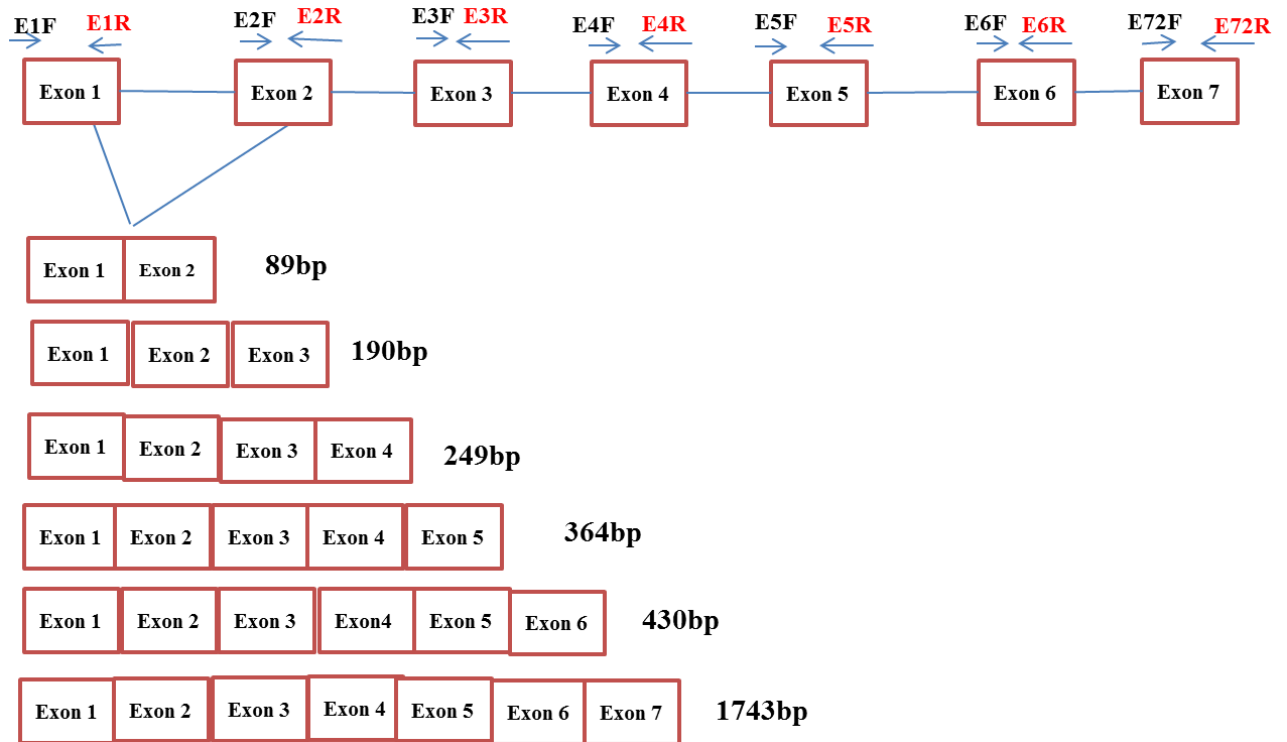 E1F E1R E2F E2R E3F E3R E4F E4R E5F E5R E6F E6R E72F E72R
Exon 1 Exon 2 Exon 3 Exon 4 Exon 5 Exon 6 Exon 7
Exon 1 Exon 2 89bp
Exon 1 Exon 2 Exon 3 190bp
Exon 1 Exon 2 Exon 3 Exon 4 249bp
Exon 1 Exon 2 Exon 3 Exon 4 Exon 5 364bp
Exon 1 Exon 2 Exon 3 Exon4 Exon 5 Exon 6 430bp
Exon 1 Exon 2 Exon 3 Exon 4 Exon 5 Exon 6 Exon 7 1743bp